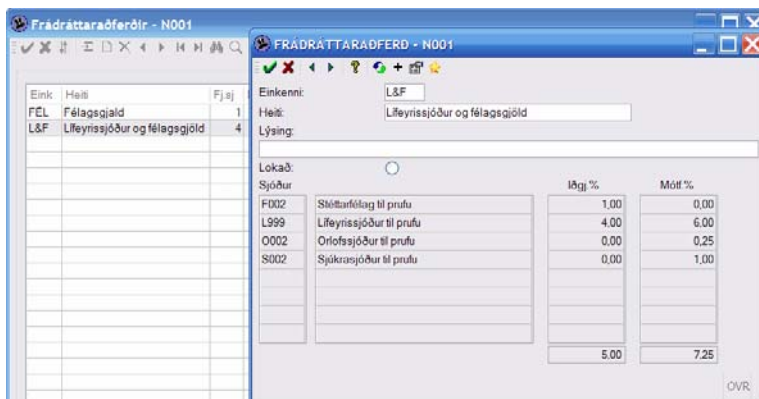 Frádráttaraðferðir - N001
Eink Heiti Fj.sj
FÉL Félagsgjald 1
L&F Lífeyrissjóður og félagsgjöld 4
FRÁDRÁTTARAÐFERÐ - N001
Einkenni: L&F
Heiti: Lífeyrissjóður og félagsgjöld
Lýsing:
Lokað:
Sjóður Iðgj.% Mótf.%
F002 Stéttarfélag til prufu 1,00 0,00
L999 Lífeyrissjóður til prufu 4,00 6,00
O002 Orlofssjóður til prufu 0,00 0,25
S002 Sjúkrasjóður til prufu 0,00 1,00
5,00 7,25
OVR